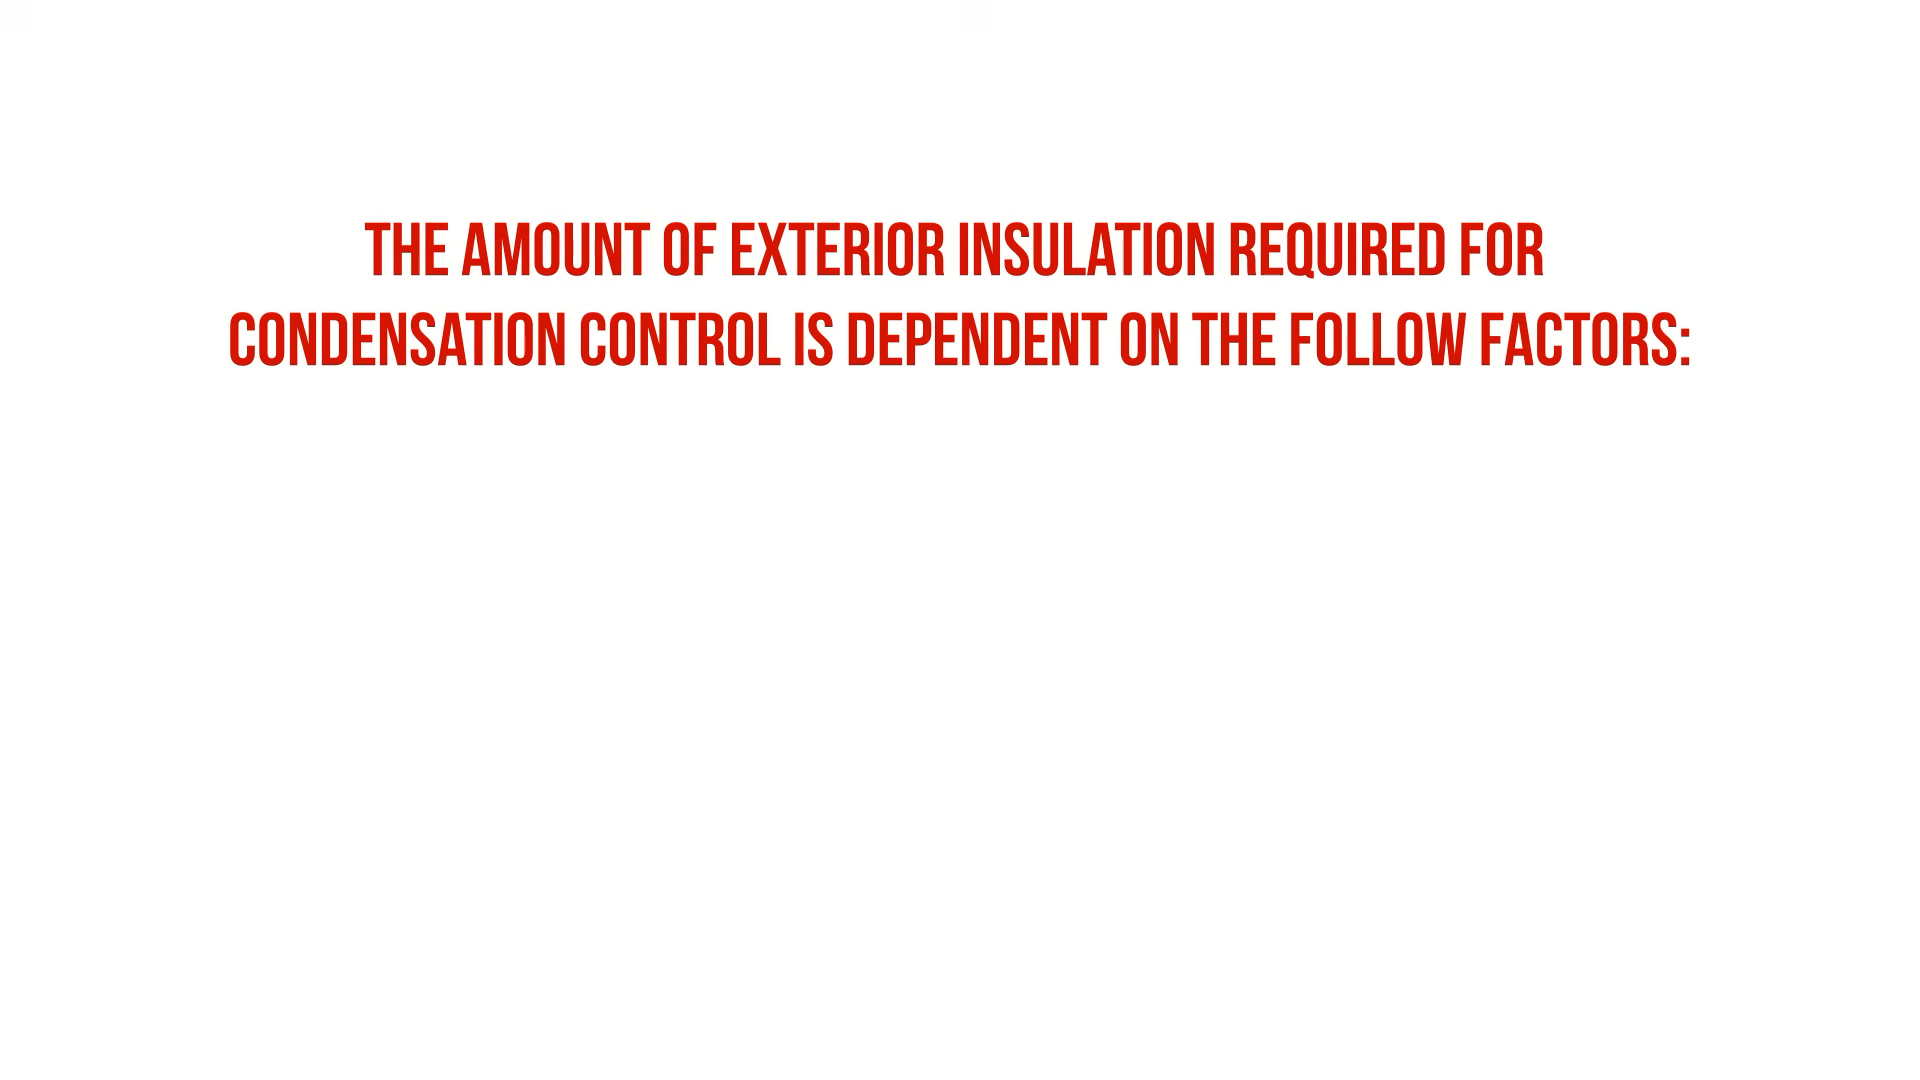 THE AMOUNT OF EXTERIOR INSULATION REQUIRED FOR
CONDENSATION CONTROL IS DEPENDENT ON THE FOLLOW FACTORS: